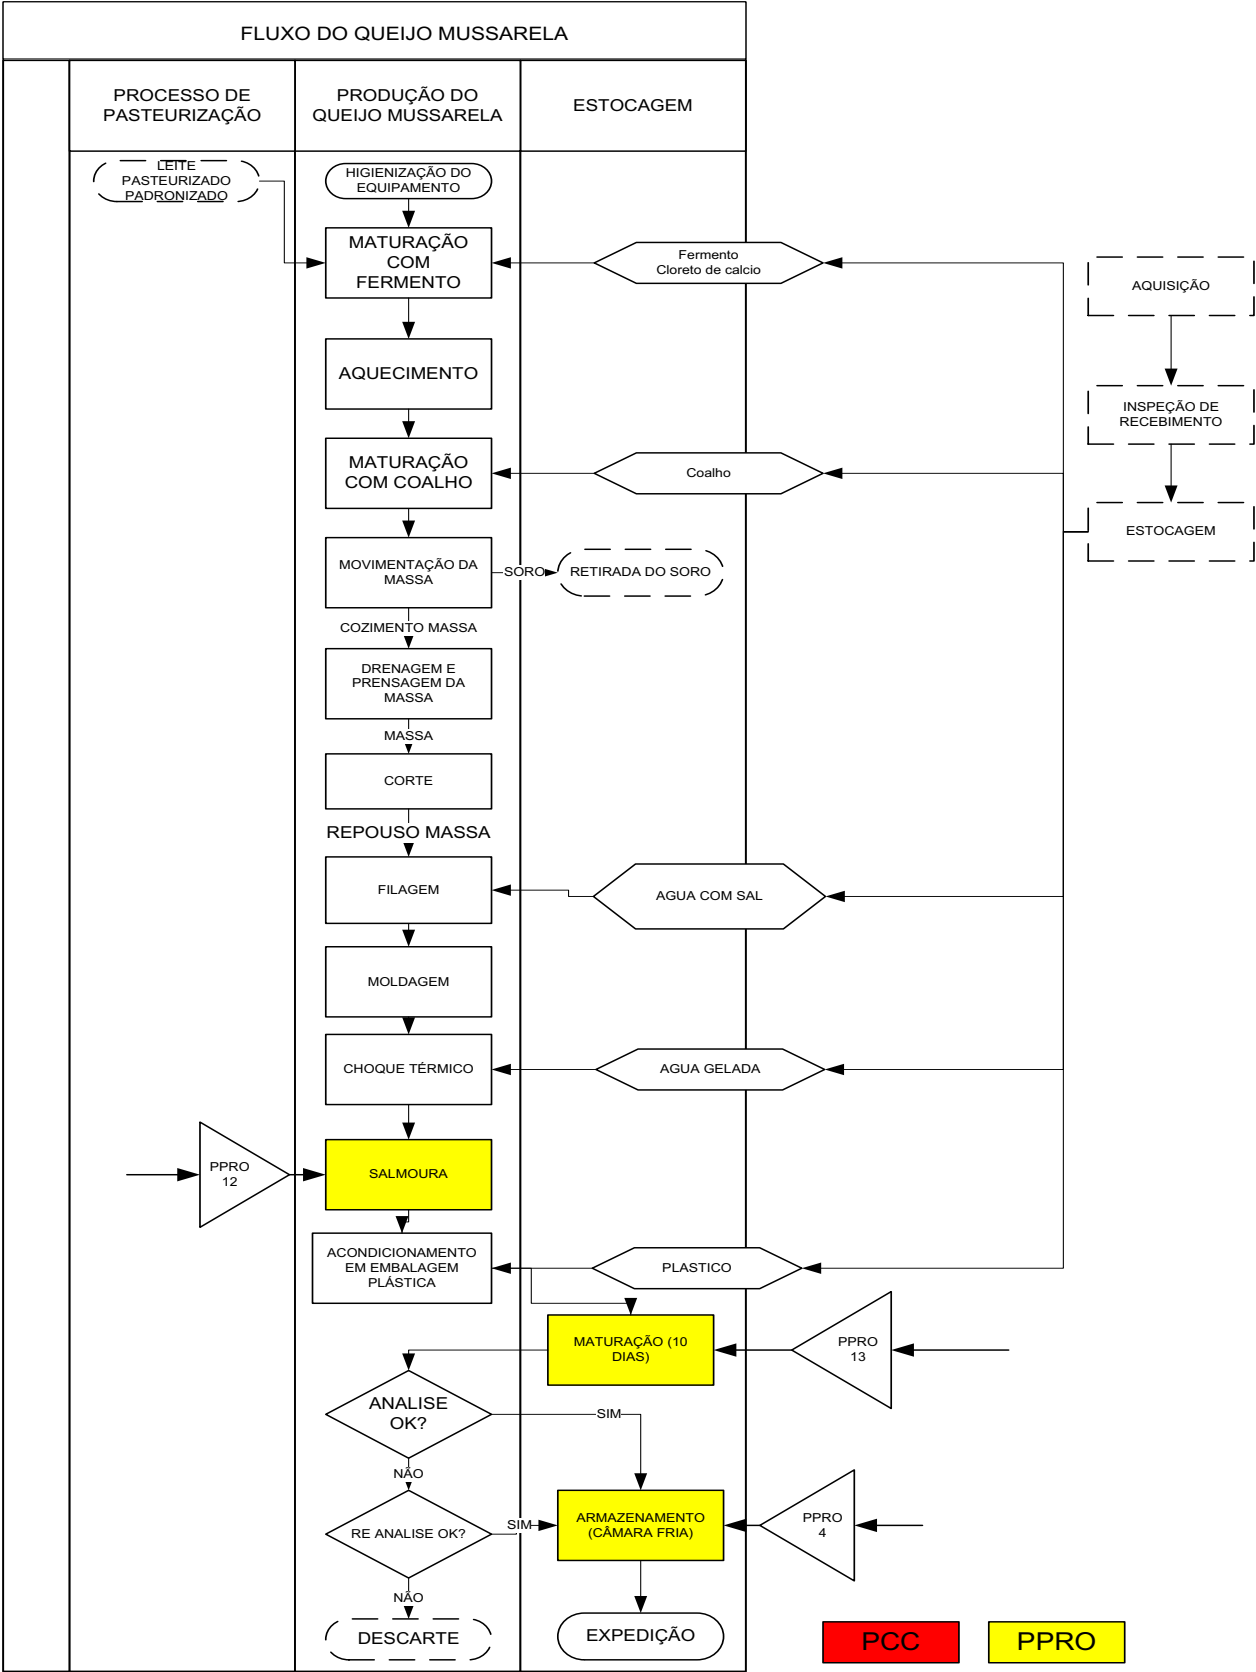 FLUXO DO QUEIJO MUSSARELA
PROCESSO DE
PASTEURIZAÇÃO
PRODUÇÃO DO
QUEIJO MUSSARELA
ESTOCAGEM
LEITE
PASTEURIZADO
PADRONIZADO
HIGIENIZAÇÃO DO
EQUIPAMENTO
MATURAÇÃO
COM
FERMENTO
Fermento
Cloreto de calcio
AQUISIÇÃO
AQUECIMENTO
INSPEÇÃO DE
RECEBIMENTO
MATURAÇÃO
COM COALHO
Coalho
ESTOCAGEM
MOVIMENTAÇÃO DA
MASSA
SORO
RETIRADA DO SORO
COZIMENTO MASSA
DRENAGEM E
PRENSAGEM DA
MASSA
MASSA
CORTE
REPOUSO MASSA
FILAGEM
AGUA COM SAL
MOLDAGEM
CHOQUE TÉRMICO
AGUA GELADA
PPRO
12
SALMOURA
ACONDICIONAMENTO
EM EMBALAGEM
PLÁSTICA
PLASTICO
MATURAÇÃO (10
DIAS)
PPRO
13
ANALISE
OK?
SIM
NÃO
RE ANALISE OK?
SIM
ARMAZENAMENTO
(CÂMARA FRIA)
PPRO
4
NÃO
DESCARTE
EXPEDIÇÃO
PCC
PPRO